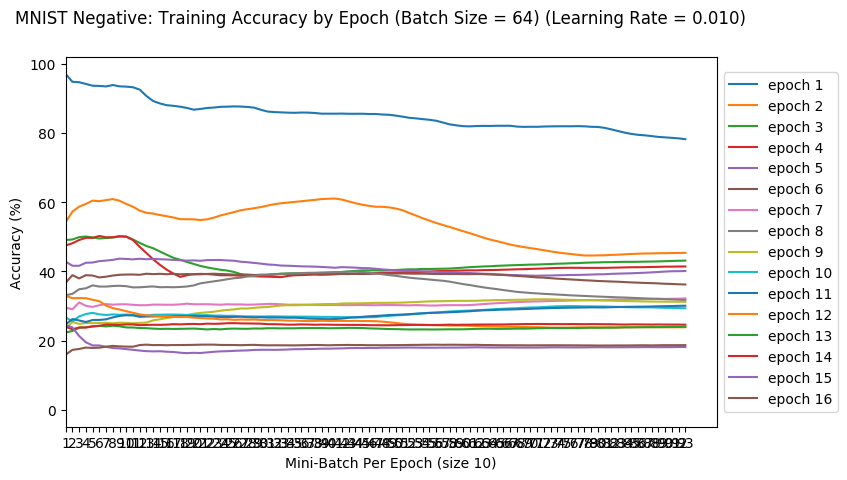 MNIST Negative: Training Accuracy by Epoch (Batch Size = 64) (Learning Rate = 0.010)
100
80
60
40
20
0
Accuracy (%)
Mini-Batch Per Epoch (size 10)
epoch 1
epoch 2
epoch 3
epoch 4
epoch 5
epoch 6
epoch 7
epoch 8
epoch 9
epoch 10
epoch 11
epoch 12
epoch 13
epoch 14
epoch 15
epoch 16